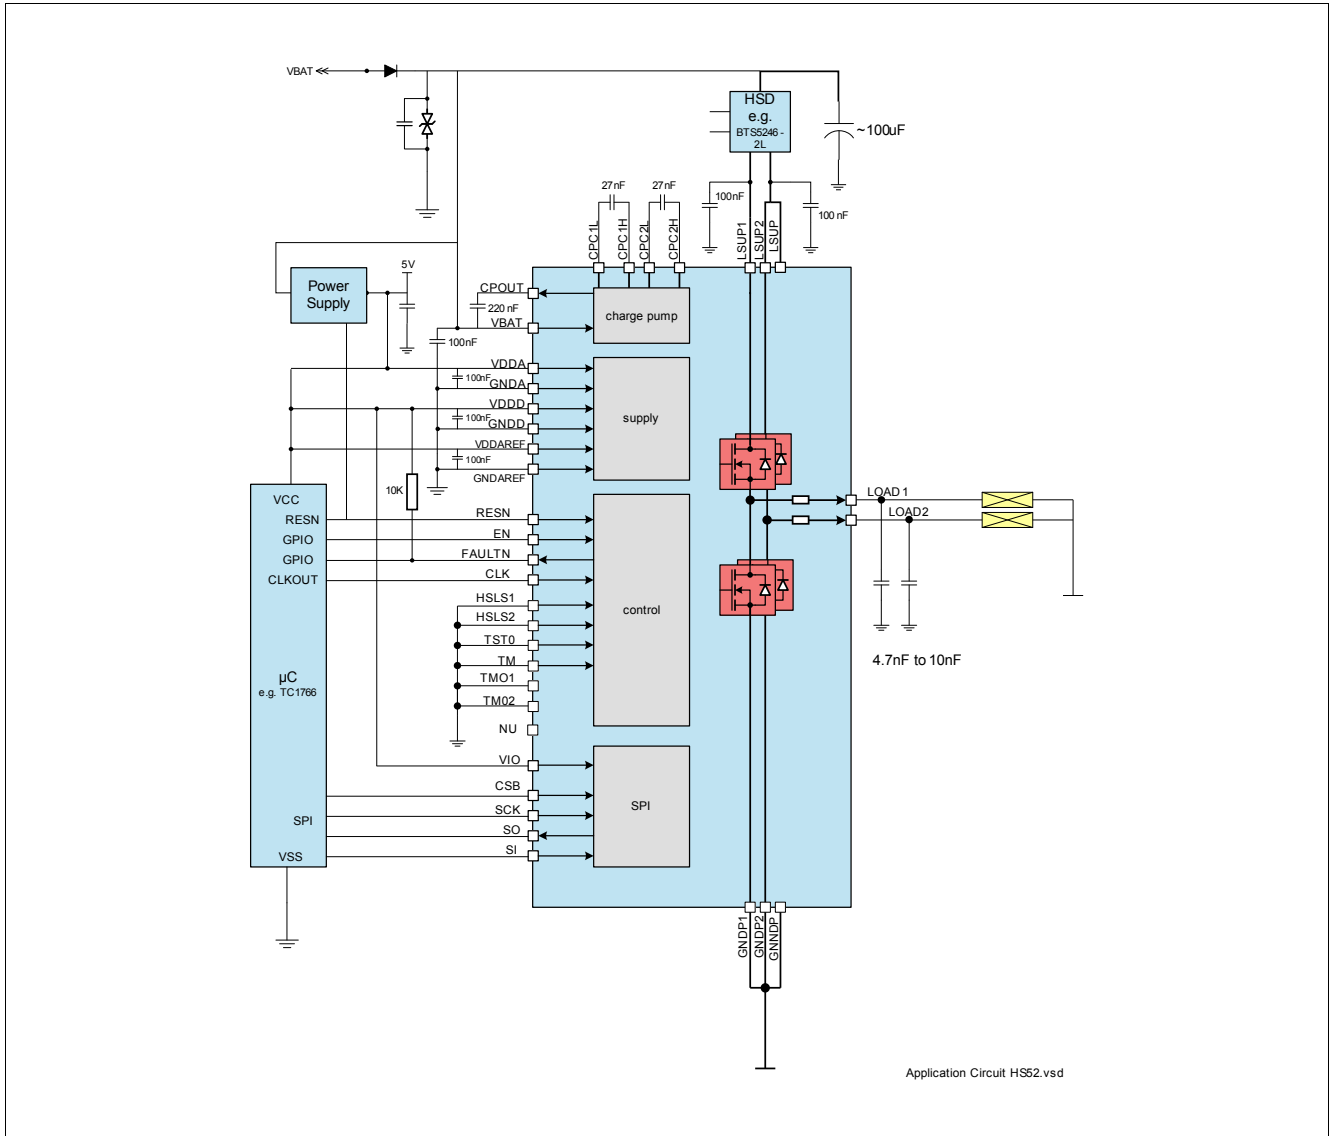 VBAT
HSD
e.g.
BTS5246 -
2L
~100uF
27nF
27nF
100nF
100 nF
CPC1L
CPC1H
CPC2L
CPC2H
LSUP1
LSUP2
LSUP
5V
Power
Supply
CPOUT
220 nF
VBAT
100nF
charge pump
VDDA
100nF
GNDA
VDDD
100nF
GNDD
VDDAREF
100nF
GNDAREF
supply
10K
VCC
RESN
GPIO
GPIO
CLKOUT
µC
e.g. TC1766
SPI
VSS
RESN
EN
FAULTN
CLK
HSLS1
HSLS2
TST0
TM
TMO1
TM02
NU
control
VIO
CSB
SCK
SO
SI
SPI
LOAD1
LOAD2
4.7nF to 10nF
GNDP1
GNDP2
GNNDP
Application Circuit HS52.vsd